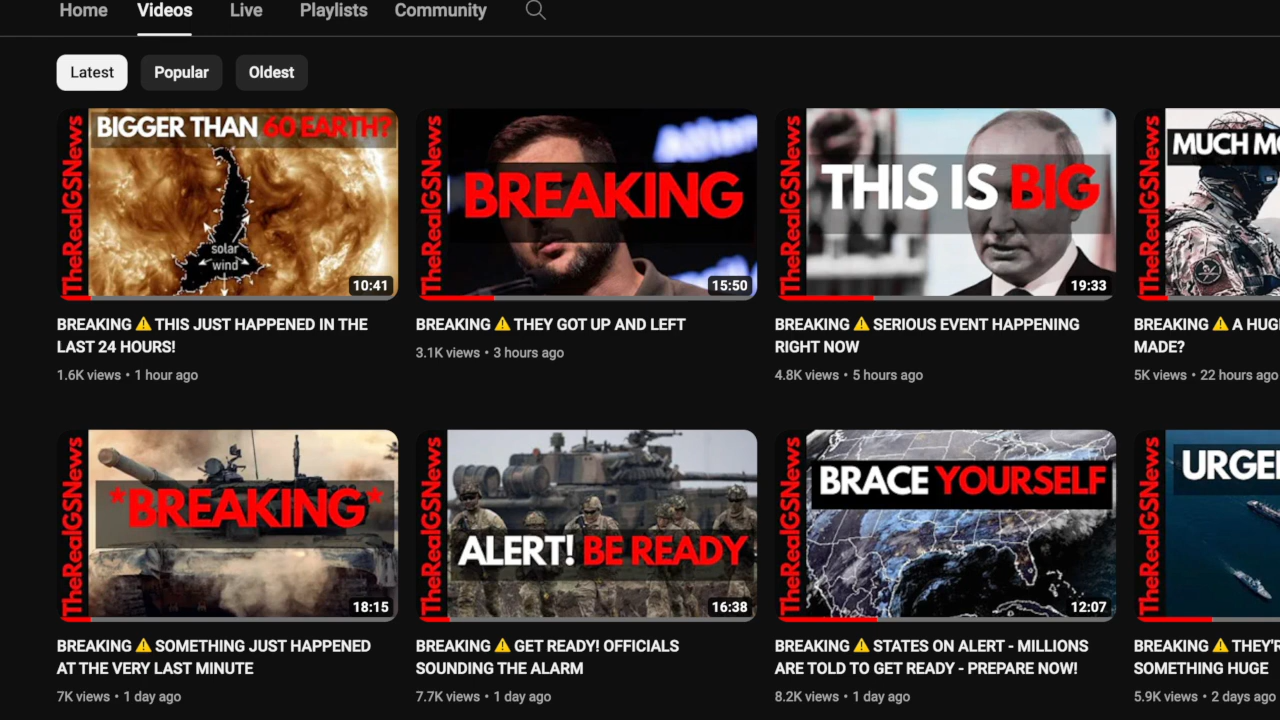 Home Videos Live Playlists Community
Latest Popular Oldest
TheRealGSNews
BIGGER THAN 60 EARTH?
solar
wind
10:41
BREAKING ⚠️ THIS JUST HAPPENED IN THE
LAST 24 HOURS!
1.6K views • 1 hour ago
TheRealGSNews
BREAKING
15:50
BREAKING ⚠️ THEY GOT UP AND LEFT
3.1K views • 3 hours ago
TheRealGSNews
THIS IS BIG
19:33
BREAKING ⚠️ SERIOUS EVENT HAPPENING
RIGHT NOW
4.8K views • 5 hours ago
TheRealGSNews
MUCH
BREAKING ⚠️ A
MADE?
5K views • 22 hours ago
TheRealGSNews
*BREAKING*
18:15
BREAKING ⚠️ SOMETHING JUST HAPPENED
AT THE VERY LAST MINUTE
7K views • 1 day ago
TheRealGSNews
ALERT! BE READY
16:38
BREAKING ⚠️ GET READY! OFFICIALS
SOUNDING THE ALARM
7.7K views • 1 day ago
TheRealGSNews
BRACE YOURSELF
12:07
BREAKING ⚠️ STATES ON ALERT - MILLIONS
ARE TOLD TO GET READY - PREPARE NOW!
8.2K views • 1 day ago
TheRealGSNews
BREAKING ⚠️ THEY'R
SOMETHING HUGE
5.9K views • 2 days ago